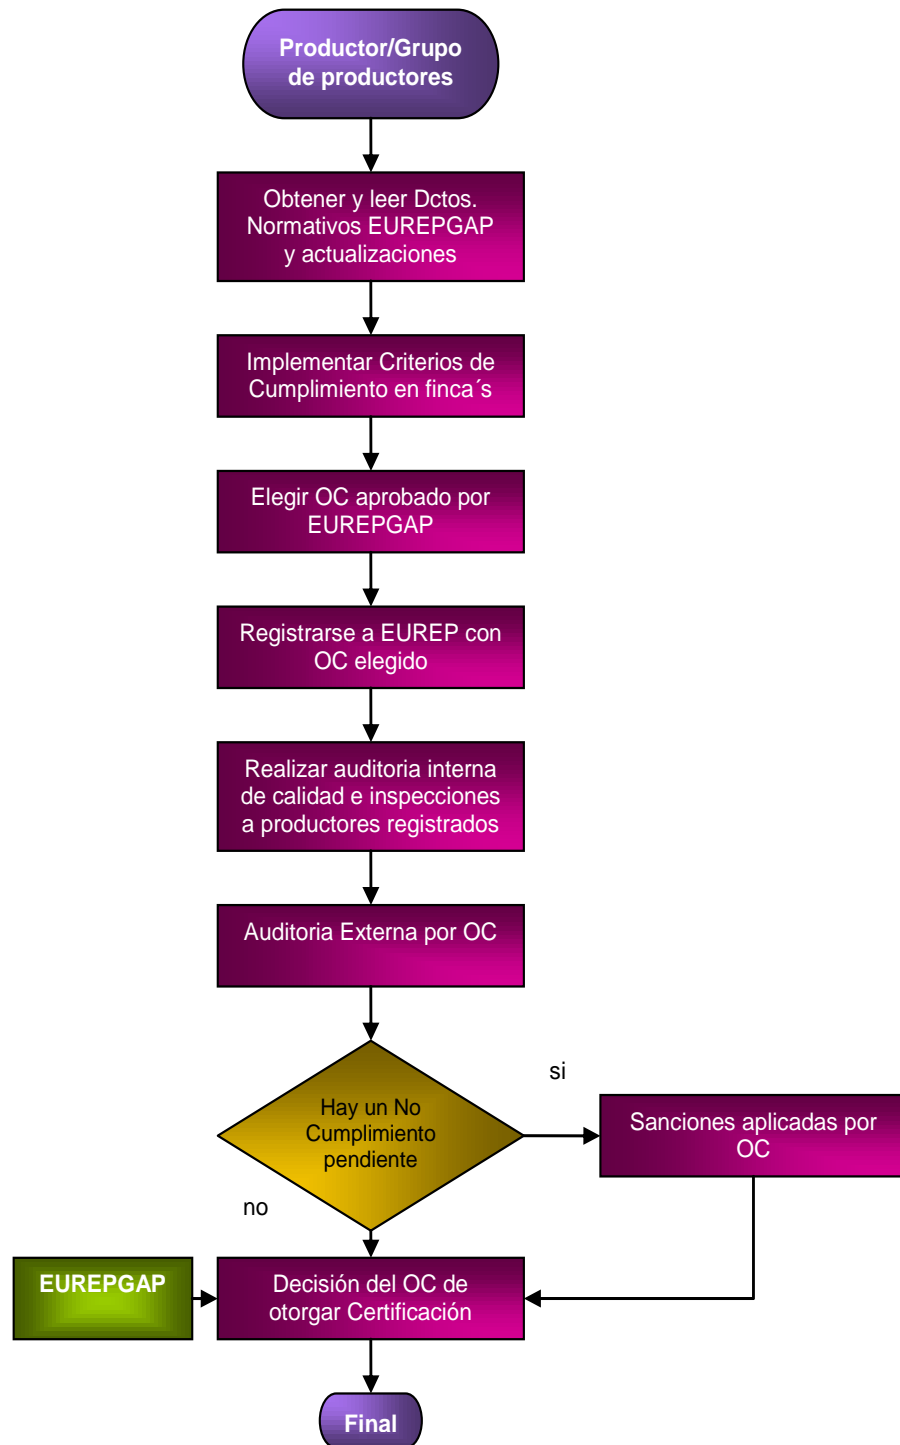 Productor/Grupo
de productores
Obtener y leer Dctos.
Normativos EUREPGAP
y actualizaciones
Implementar Criterios de
Cumplimiento en finca´s
Elegir OC aprobado por
EUREPGAP
Registrarse a EUREP con
OC elegido
Realizar auditoria interna
de calidad e inspecciones
a productores registrados
Auditoria Externa por OC
Hay un No
Cumplimiento
pendiente
si
Sanciones aplicadas por
OC
no
EUREPGAP
Decisión del OC de
otorgar Certificación
Final